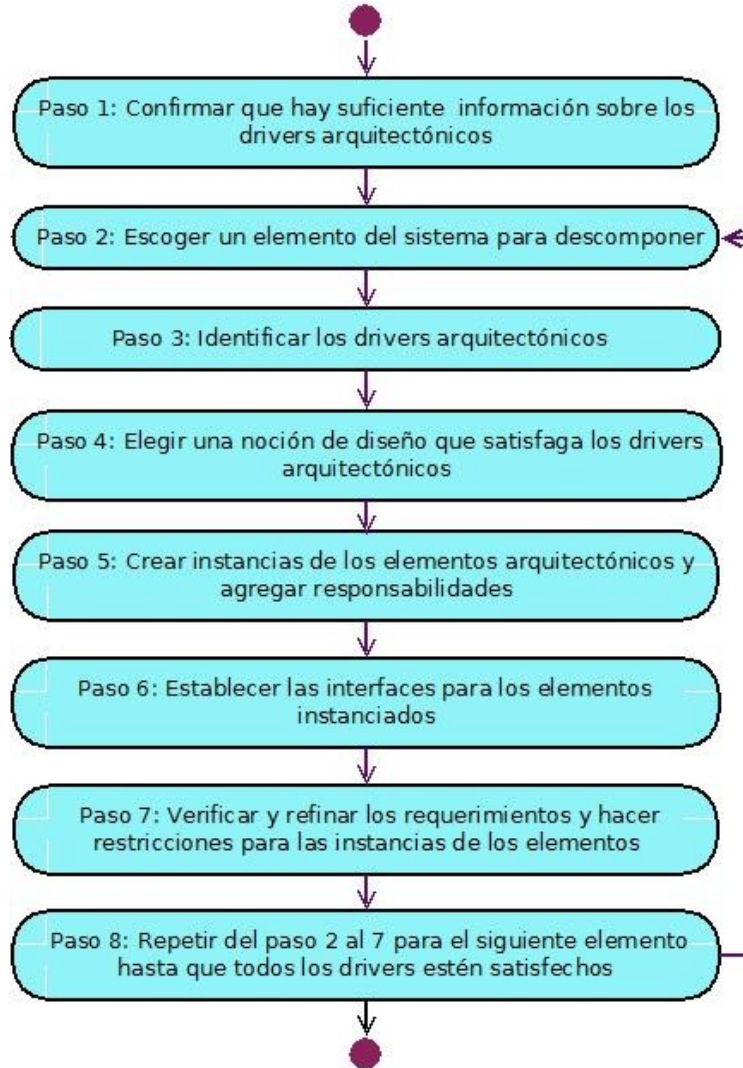 Paso 1: Confirmar que hay suficiente información sobre los
drivers arquitectónicos
Paso 2: Escoger un elemento del sistema para descomponer
Paso 3: Identificar los drivers arquitectónicos
Paso 4: Elegir una noción de diseño que satisfaga los drivers
arquitectónicos
Paso 5: Crear instancias de los elementos arquitectónicos y
agregar responsabilidades
Paso 6: Establecer las interfaces para los elementos
instanciados
Paso 7: Verificar y refinar los requerimientos y hacer
restricciones para las instancias de los elementos
Paso 8: Repetir del paso 2 al 7 para el siguiente elemento
hasta que todos los drivers estén satisfechos